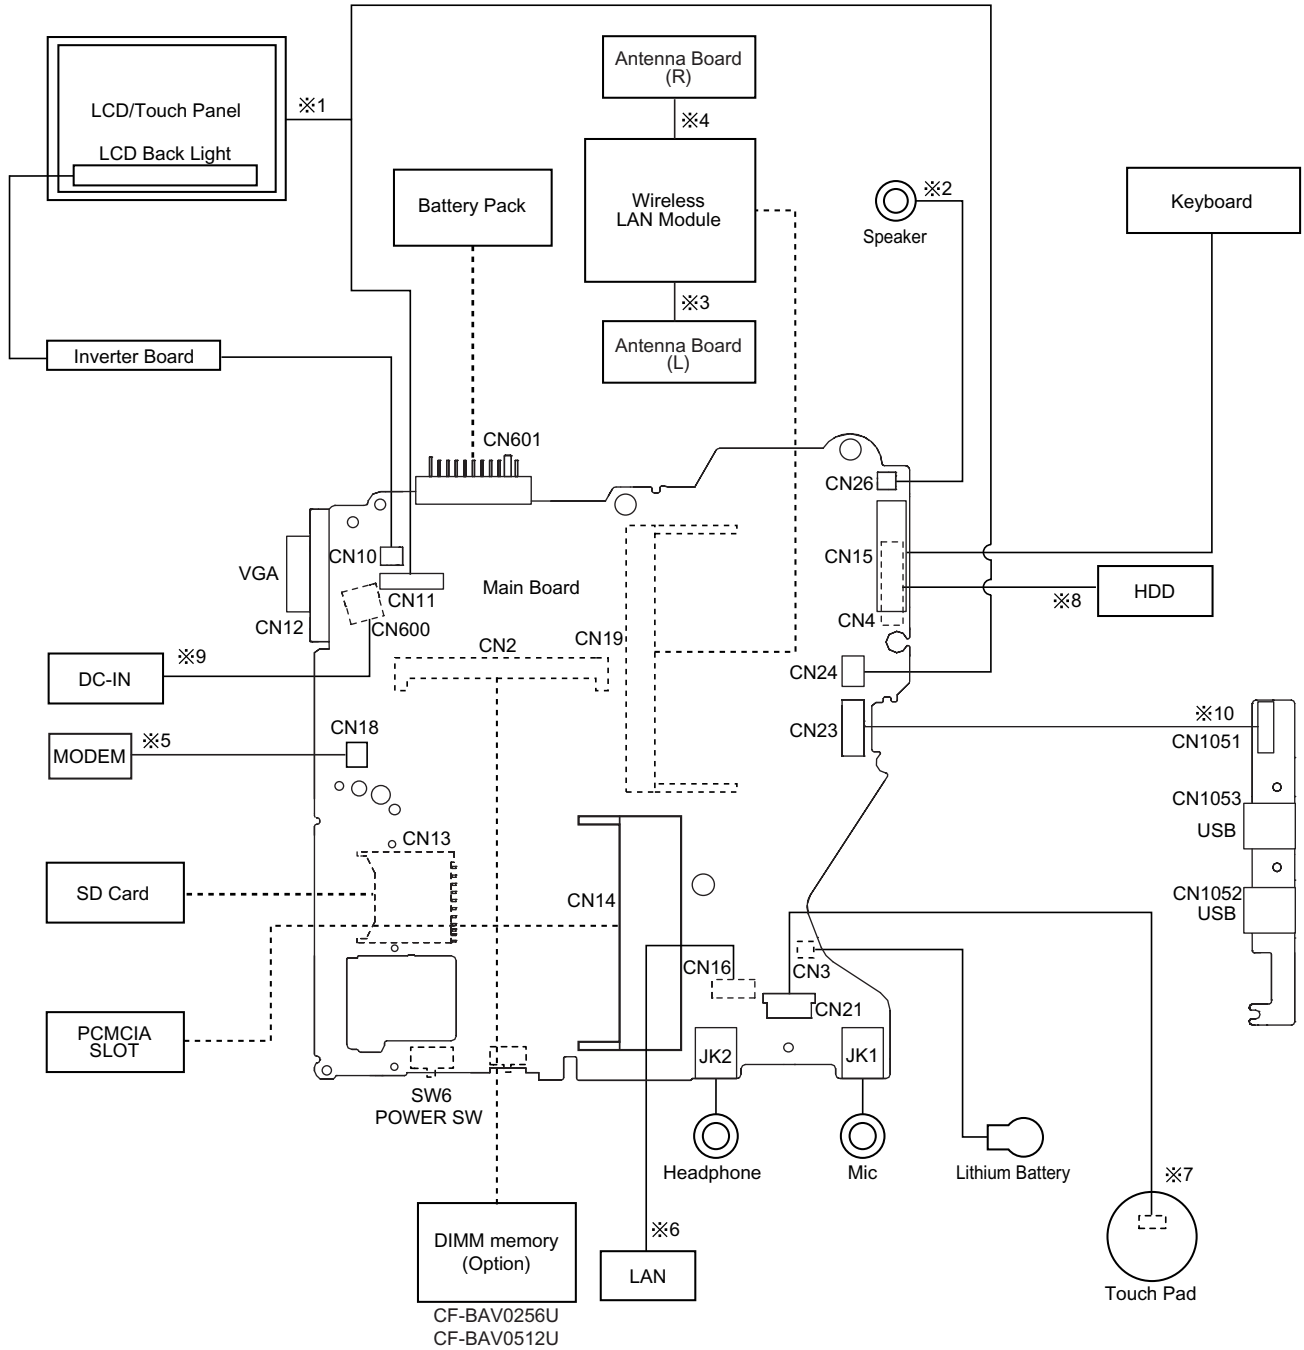 Antenna Board
(R)
※1
※4
LCD/Touch Panel
LCD Back Light
Battery Pack
Wireless
LAN Module
※2
Speaker
Keyboard
※3
Antenna Board
(L)
Inverter Board
CN601
CN26
CN10
CN15
VGA
Main Board
HDD
CN11
※8
CN12
CN600
CN4
CN19
CN2
※9
DC-IN
CN24
※10
CN18
CN23
MODEM
※5
CN1051
CN1053
USB
CN13
SD Card
CN14
CN1052
USB
CN16
CN3
CN21
PCMCIA
SLOT
JK2
JK1
SW6
POWER SW
Headphone
Mic
Lithium Battery
※7
※6
DIMM memory
(Option)
LAN
Touch Pad
CF-BAV0256U
CF-BAV0512U